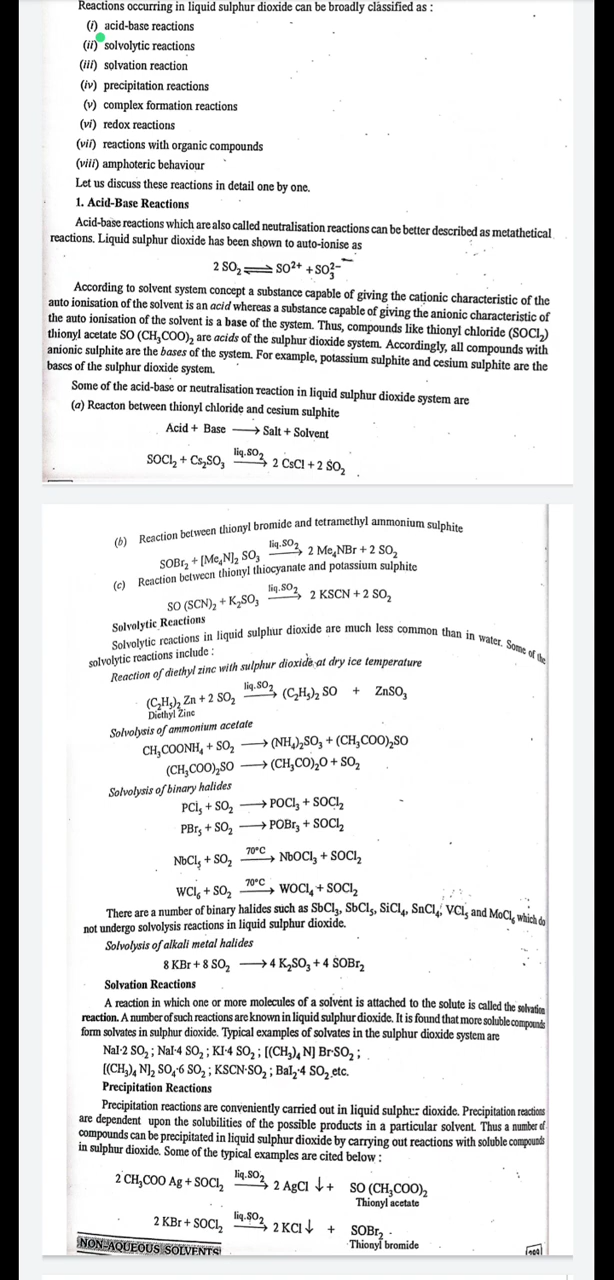 Reactions occurring in liquid sulphur dioxide can be broadly classified as :
(i) acid-base reactions
(ii) solvolytic reactions
(iii) solvation reaction
(iv) precipitation reactions
(v) complex formation reactions
(vi) redox reactions
(vii) reactions with organic compounds
(viii) amphoteric behaviour
Let us discuss these reactions in detail one by one.
1. Acid-Base Reactions
Acid-base reactions which are also called neutralisation reactions can be better described as metathetical
reactions. Liquid sulphur dioxide has been shown to auto-ionise as
2 SO₂ ⇌ SO²⁺ + SO₃²⁻
According to solvent system concept a substance capable of giving the cationic characteristic of the
auto ionisation of the solvent is an acid whereas a substance capable of giving the anionic characteristic of
the auto ionisation of the solvent is a base of the system. Thus, compounds like thionyl chloride (SOCl₂)
thionyl acetate SO (CH₃COO)₂ are acids of the sulphur dioxide system. Accordingly, all compounds with
anionic sulphite are the bases of the system. For example, potassium sulphite and cesium sulphite are the
bases of the sulphur dioxide system.
Some of the acid-base or neutralisation reaction in liquid sulphur dioxide system are
(a) Reacton between thionyl chloride and cesium sulphite
Acid + Base ⟶ Salt + Solvent
SOCl₂ + Cs₂SO₃ liq.SO₂⟶ 2 CsCl + 2 SO₂
(b) Reaction between thionyl bromide and tetramethyl ammonium sulphite
SOBr₂ + [Me₄N]₂ SO₃ liq.SO₂⟶ 2 Me₄NBr + 2 SO₂
(c) Reaction between thionyl thiocyanate and potassium sulphite
SO (SCN)₂ + K₂SO₃ liq.SO₂⟶ 2 KSCN + 2 SO₂
Solvolytic Reactions
Solvolytic reactions in liquid sulphur dioxide are much less common than in water. Some of the
solvolytic reactions include :
Reaction of diethyl zinc with sulphur dioxide at dry ice temperature
(C₂H₅)₂ Zn + 2 SO₂ liq.SO₂⟶ (C₂H₅)₂ SO + ZnSO₃
Diethyl Zinc
Solvolysis of ammonium acetate
CH₃COONH₄ + SO₂ ⟶ (NH₄)₂SO₃ + (CH₃COO)₂SO
(CH₃COO)₂SO ⟶ (CH₃CO)₂O + SO₂
Solvolysis of binary halides
PCl₅ + SO₂ ⟶ POCl₃ + SOCl₂
PBr₅ + SO₂ ⟶ POBr₃ + SOCl₂
NbCl₅ + SO₂ 70°C⟶ NbOCl₃ + SOCl₂
WCl₆ + SO₂ 70°C⟶ WOCl₄ + SOCl₂
There are a number of binary halides such as SbCl₃, SbCl₅, SiCl₄, SnCl₄, VCl₅ and MoCl₆ which do
not undergo solvolysis reactions in liquid sulphur dioxide.
Solvolysis of alkali metal halides
8 KBr + 8 SO₂ ⟶ 4 K₂SO₃ + 4 SOBr₂
Solvation Reactions
A reaction in which one or more molecules of a solvent is attached to the solute is called the solvation
reaction. A number of such reactions are known in liquid sulphur dioxide. It is found that more soluble compounds
form solvates in sulphur dioxide. Typical examples of solvates in the sulphur dioxide system are
NaI·2 SO₂ ; NaI·4 SO₂ ; KI·4 SO₂ ; [(CH₃)₄ N] Br·SO₂ ;
[(CH₃)₄ N]₂ SO₄·6 SO₂ ; KSCN·SO₂ ; BaI₂·4 SO₂ etc.
Precipitation Reactions
Precipitation reactions are conveniently carried out in liquid sulphur dioxide. Precipitation reactions
are dependent upon the solubilities of the possible products in a particular solvent. Thus a number of
compounds can be precipitated in liquid sulphur dioxide by carrying out reactions with soluble compounds
in sulphur dioxide. Some of the typical examples are cited below :
2 CH₃COO Ag + SOCl₂ liq.SO₂⟶ 2 AgCl ↓ + SO (CH₃COO)₂
Thionyl acetate
2 KBr + SOCl₂ liq.SO₂⟶ 2 KCl ↓ + SOBr₂
Thionyl bromide
NON-AQUEOUS SOLVENTS